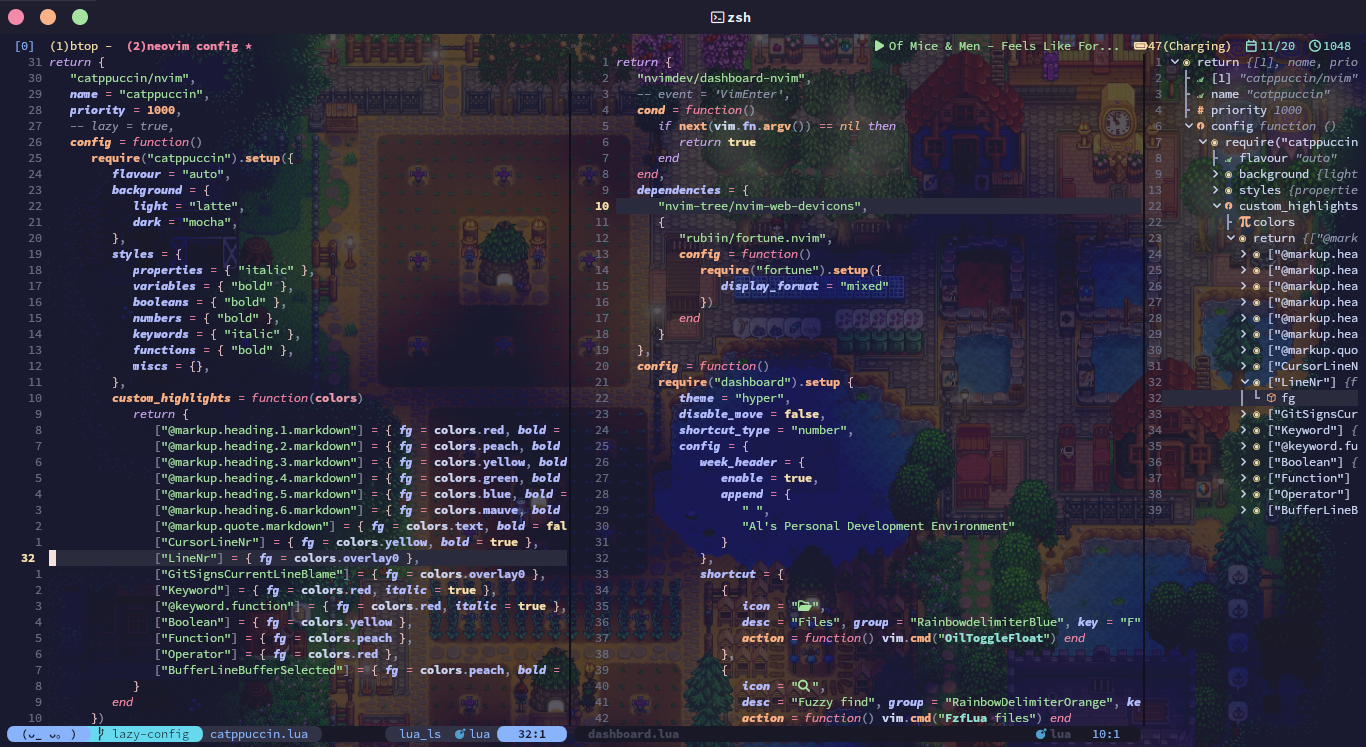 zsh
[0] (1)btop - (2)neovim config * Of Mice & Men - Feels Like For... 47(Charging) 11/20 1048
31 return {
30 "catppuccin/nvim",
29 name = "catppuccin",
28 priority = 1000,
27 -- lazy = true,
26 config = function()
25 require("catppuccin").setup({
24 flavour = "auto",
23 background = {
22 light = "latte",
21 dark = "mocha",
20 },
19 styles = {
18 properties = { "italic" },
17 variables = { "bold" },
16 booleans = { "bold" },
15 numbers = { "bold" },
14 keywords = { "italic" },
13 functions = { "bold" },
12 miscs = {},
11 },
10 custom_highlights = function(colors)
9 return {
8 ["@markup.heading.1.markdown"] = { fg = colors.red, bold =
7 ["@markup.heading.2.markdown"] = { fg = colors.peach, bold
6 ["@markup.heading.3.markdown"] = { fg = colors.yellow, bold
5 ["@markup.heading.4.markdown"] = { fg = colors.green, bold
4 ["@markup.heading.5.markdown"] = { fg = colors.blue, bold =
3 ["@markup.heading.6.markdown"] = { fg = colors.mauve, bold
2 ["@markup.quote.markdown"] = { fg = colors.text, bold = fal
1 ["CursorLineNr"] = { fg = colors.yellow, bold = true },
32 ["LineNr"] = { fg = colors.overlay0 },
1 ["GitSignsCurrentLineBlame"] = { fg = colors.overlay0 },
2 ["Keyword"] = { fg = colors.red, italic = true },
3 ["@keyword.function"] = { fg = colors.red, italic = true },
4 ["Boolean"] = { fg = colors.yellow },
5 ["Function"] = { fg = colors.peach },
6 ["Operator"] = { fg = colors.red },
7 ["BufferLineBufferSelected"] = { fg = colors.peach, bold =
8 }
9 end
10 })
1 return {
2 "nvimdev/dashboard-nvim",
3 -- event = 'VimEnter',
4 cond = function()
5 if next(vim.fn.argv()) == nil then
6 return true
7 end
8 end,
9 dependencies = {
10 "nvim-tree/nvim-web-devicons",
11 {
12 "rubiin/fortune.nvim",
13 config = function()
14 require("fortune").setup({
15 display_format = "mixed"
16 })
17 end
18 }
19 },
20 config = function()
21 require("dashboard").setup {
22 theme = "hyper",
23 disable_move = false,
24 shortcut_type = "number",
25 config = {
26 week_header = {
27 enable = true,
28 append = {
29 " ",
30 "Al's Personal Development Environment"
31 }
32 },
33 shortcut = {
34 {
35 icon = " ",
36 desc = "Files", group = "RainbowdelimiterBlue", key = "F"
37 action = function() vim.cmd("OilToggleFloat") end
38 },
39 {
40 icon = " ",
41 desc = "Fuzzy find", group = "RainbowDelimiterOrange", ke
42 action = function() vim.cmd("FzfLua files") end
1 return {[1], name, prio
2 [1] "catppuccin/nvim"
3 name "catppuccin"
4 priority 1000
6 config function ()
7 require("catppuccin
8 flavour "auto"
9 background {light
13 styles {propertie
22 custom_highlights
22 colors
23 return {["@mark
24 ["@markup.hea
25 ["@markup.hea
26 ["@markup.hea
27 ["@markup.hea
28 ["@markup.hea
29 ["@markup.hea
30 ["@markup.quo
31 ["CursorLineN
32 ["LineNr"] {f
32 fg
33 ["GitSignsCur
34 ["Keyword"] {
35 ["@keyword.fu
36 ["Boolean"] {
37 ["Function"]
38 ["Operator"]
39 ["BufferLineB
lazy-config catppuccin.lua lua_ls lua 32:1 dashboard.lua lua 10:1